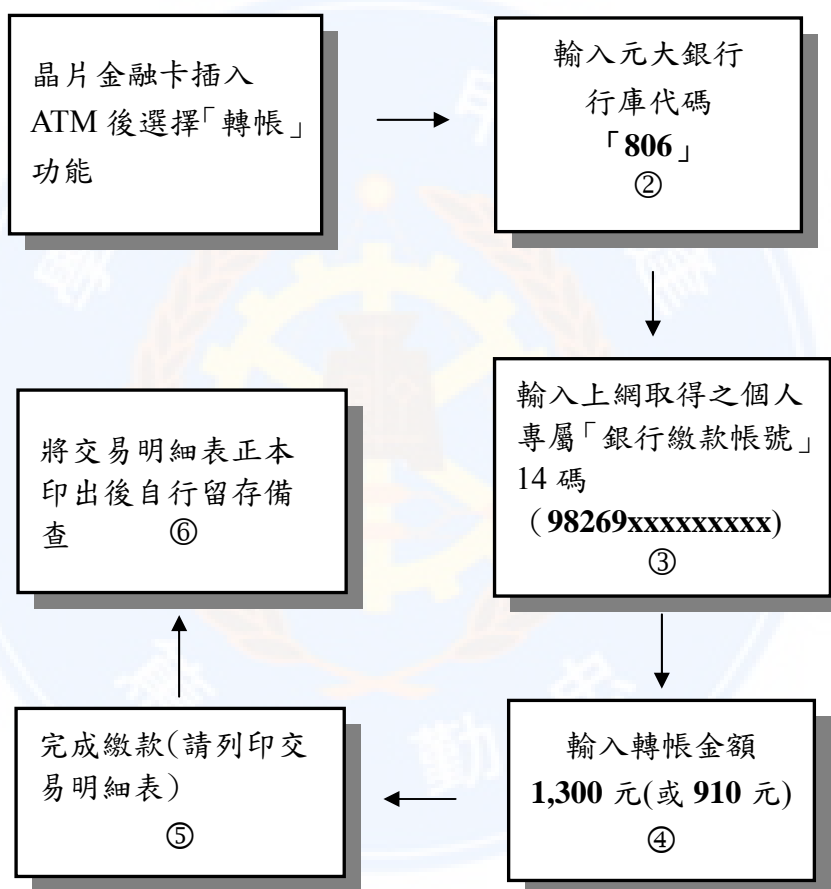 晶片金融卡插入
ATM 後選擇「轉帳」
功能
輸入元大銀行
行庫代碼
「806」
②
輸入上網取得之個人
專屬「銀行繳款帳號」
14 碼
（98269xxxxxxxxx)
③
輸入轉帳金額
1,300 元(或 910 元)
④
完成繳款(請列印交
易明細表)
⑤
將交易明細表正本
印出後自行留存備
查 ⑥
勤